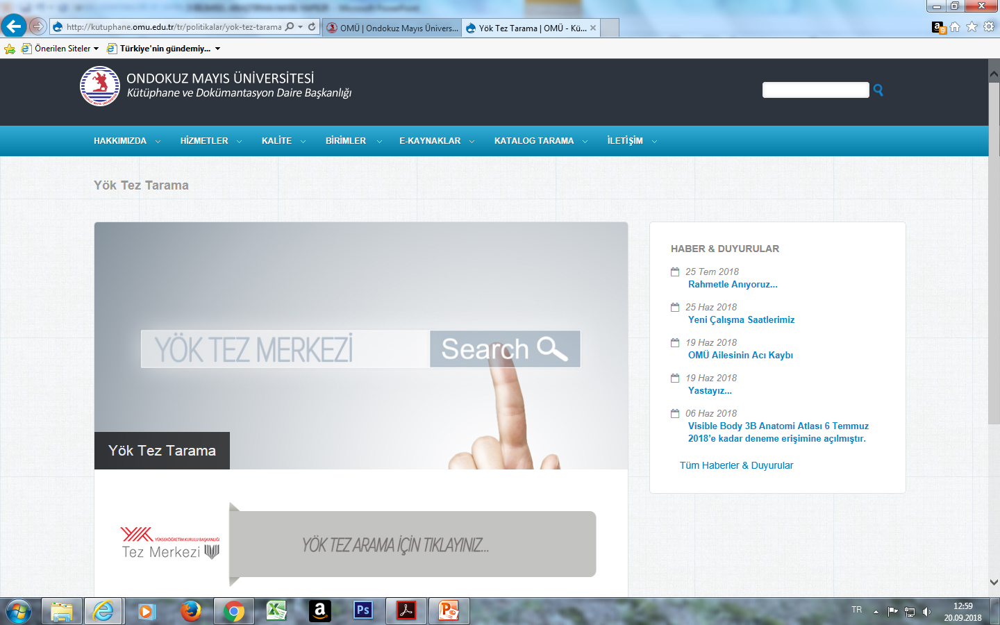 http://kutuphane.omu.edu.tr/tr/politikalar/yok-tez-tarama
OMÜ | Ondokuz Mayıs Ünivers...
Yök Tez Tarama | OMÜ - Kü...
Önerilen Siteler
Türkiye'nin gündemiy...
ONDOKUZ MAYIS ÜNİVERSİTESİ
Kütüphane ve Dokümantasyon Daire Başkanlığı
HAKKIMIZDA
HİZMETLER
KALİTE
BİRİMLER
E-KAYNAKLAR
KATALOG TARAMA
İLETİŞİM
Yök Tez Tarama
YÖK TEZ MERKEZİ
Search
Yök Tez Tarama
YÜKSEKÖĞRETİM KURULU BAŞKANLIĞI
Tez Merkezi
YÖK TEZ ARAMA İÇİN TIKLAYINIZ...
HABER & DUYURULAR
25 Tem 2018
Rahmetle Anıyoruz...
25 Haz 2018
Yeni Çalışma Saatlerimiz
19 Haz 2018
OMÜ Ailesinin Acı Kaybı
19 Haz 2018
Yastayız...
06 Haz 2018
Visible Body 3B Anatomi Atlası 6 Temmuz
2018'e kadar deneme erişimine açılmıştır.
Tüm Haberler & Duyurular
Ps
TR
12:59
20.09.2018